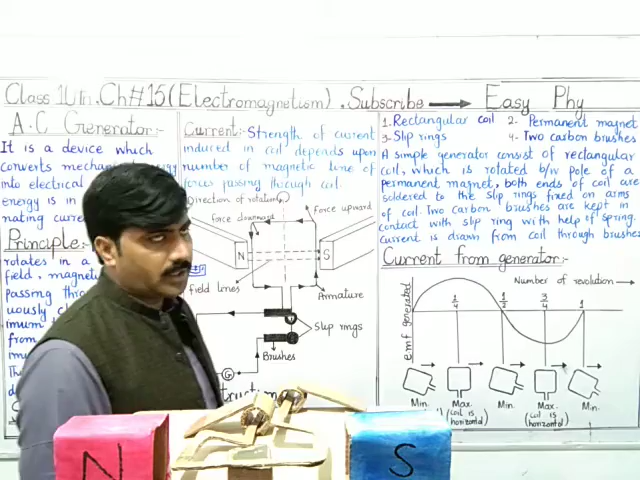 Class 10th, Ch#15 (Electromagnetism) . Subscribe → Easy Phy
A.C Generator:-
It is a device which
converts mechan
into electrical
energy is in
nating curre
Principle:
rotates in a
field, magneti
passing thro
uously c
imum
from
Current:- Strength of current
induced in coil depends upon
number of magnetic lines of
force passing through coil.
Direction of rotation
force downward
Force upward
N
S
field lines
Armature
Slip rings
Brushes
G
1. Rectangular coil 2- Permanent magnet
3- Slip rings 4- Two carbon brushes
A simple generator consist of rectangular
coil, which is rotated b/w pole of a
permanent magnet, both ends of coil are
soldered to the slip rings fixed on arms
of coil. Two carbon brushes are kept in
contact with slip ring with help of spring.
Current is drawn from coil through brushes
Current from generator:-
Number of revolution →
emf generated
1/4 1/2 3/4 1
Min. Max. Min. Max. Min.
(coil is (coil is
horizontal) horizontal)
N
S